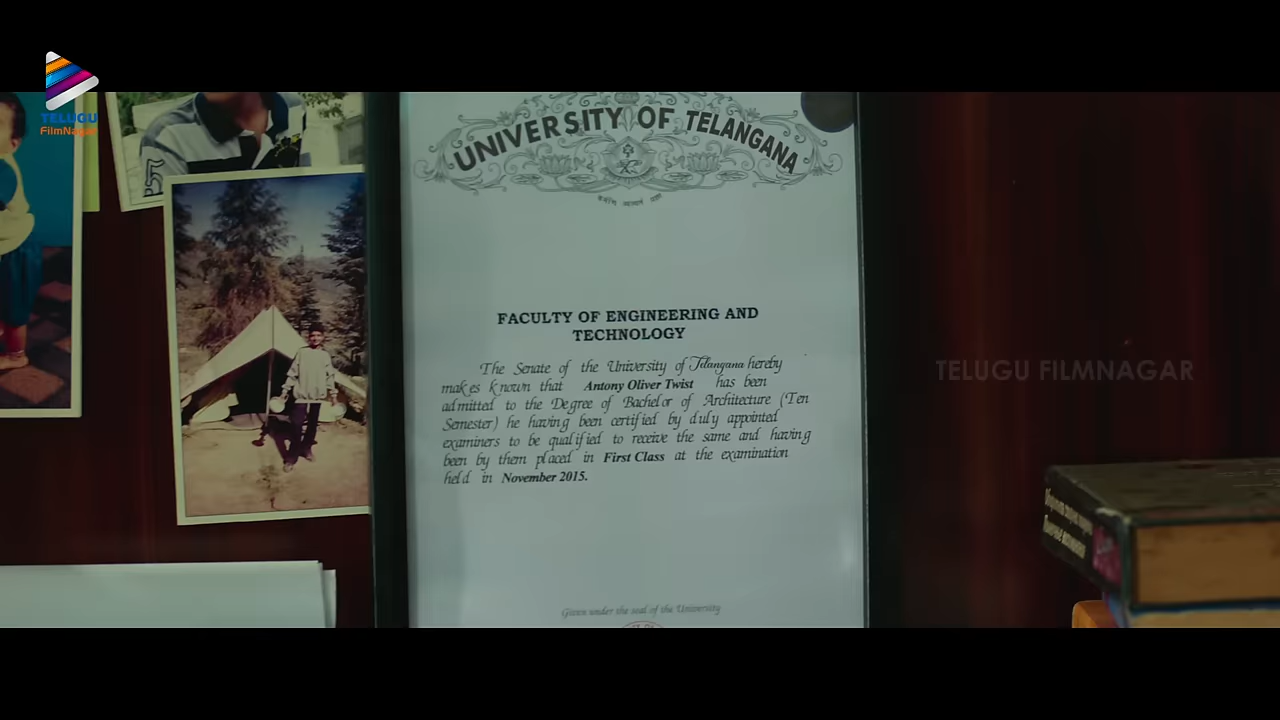 TELUGU
FilmNagar
UNIVERSITY OF TELANGANA
FACULTY OF ENGINEERING AND
TECHNOLOGY
The Senate of the University of Telangana hereby
makes known that Antony Oliver Twist has been
admitted to the Degree of Bachelor of Architecture (Ten
Semester) he having been certified by duly appointed
examiners to be qualified to receive the same and having
been by them placed in First Class at the examination
held in November 2015.
Given under the seal of the University
TELUGU FILMNAGAR